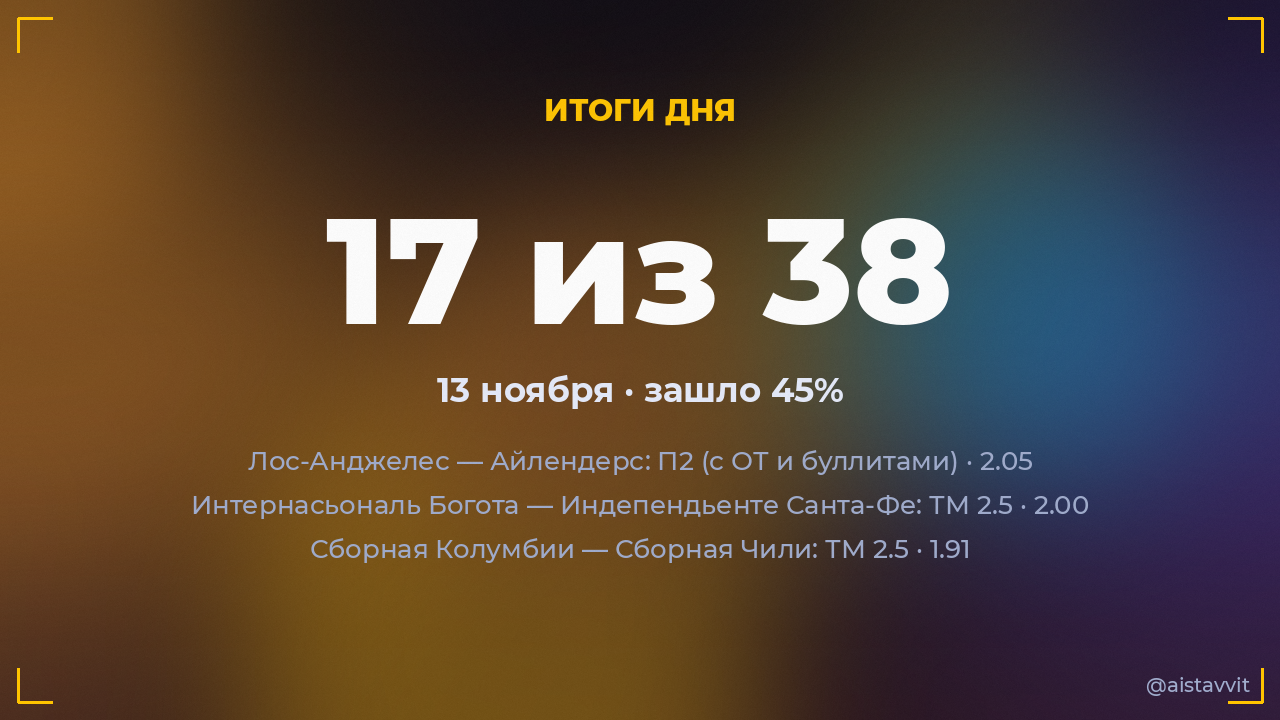 ИТОГИ ДНЯ
17 из 38
13 ноября · зашло 45%
Лос-Анджелес — Айлендерс: П2 (с ОТ и буллитами) · 2.05
Интернасьональ Богота — Индепендьенте Санта-Фе: ТМ 2.5 · 2.00
Сборная Колумбии — Сборная Чили: ТМ 2.5 · 1.91
@aistavvit